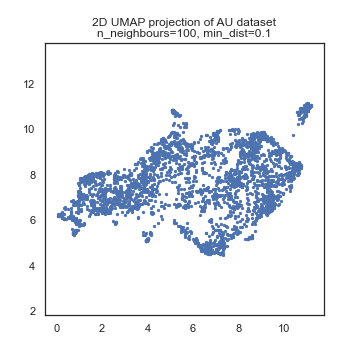 2D UMAP projection of AU dataset
n_neighbours=100, min_dist=0.1
12
10
8
6
4
2
0 2 4 6 8 10